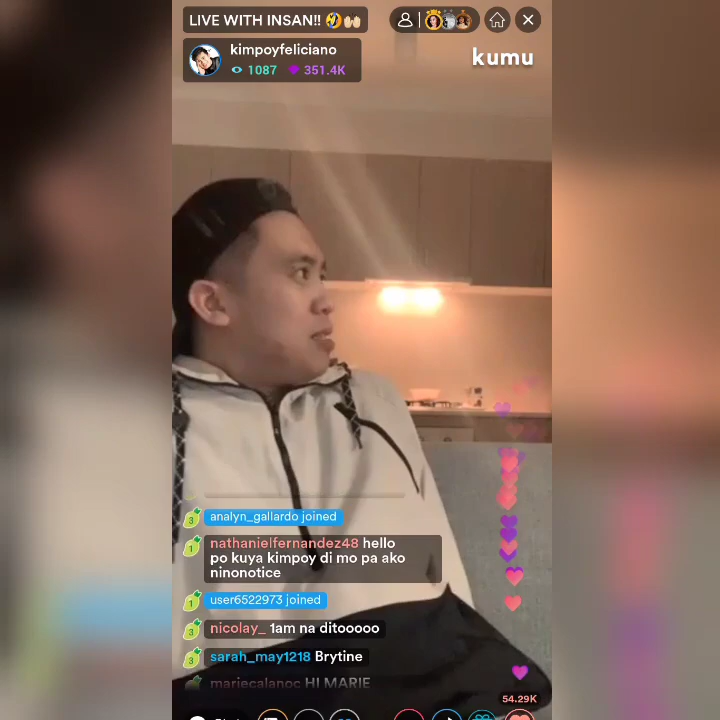 LIVE WITH INSAN!! 🤣🙌🏻
kimpoyfeliciano
1087 351.4K
kumu
analyn_gallardo joined
nathanielfernandez48 hello
po kuya kimpoy di mo pa ako
ninonotice
user6522973 joined
nicolay_ 1am na ditooooo
sarah_may1218 Brytine
mariecalanoc HI MARIE
54.29K